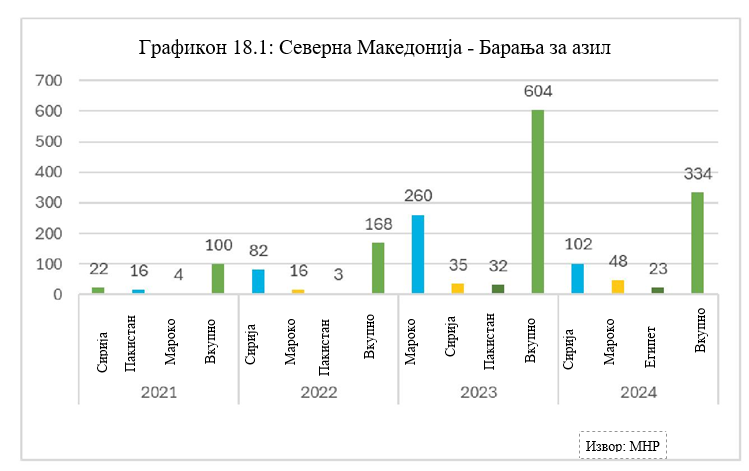 Графикон 18.1: Северна Македонија - Барања за азил
700
600
500
400
300
200
100
0
22
16
4
100
82
16
3
168
260
35
32
604
102
48
23
334
Сирија
Пакистан
Мароко
Вкупно
Сирија
Мароко
Пакистан
Вкупно
Мароко
Сирија
Пакистан
Вкупно
Сирија
Мароко
Египет
Вкупно
2021
2022
2023
2024
Извор: МНР